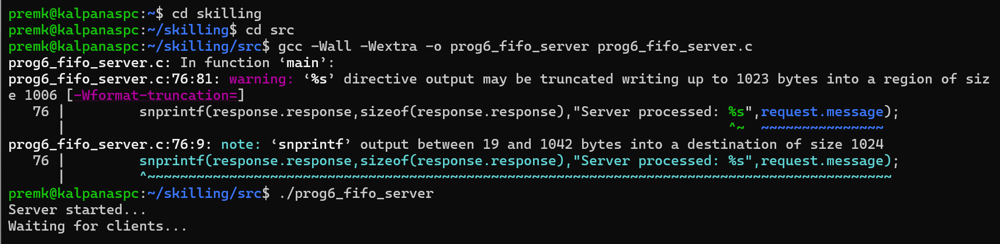 premk@kalpanaspc:~$ cd skilling
premk@kalpanaspc:~/skilling$ cd src
premk@kalpanaspc:~/skilling/src$ gcc -Wall -Wextra -o prog6_fifo_server prog6_fifo_server.c
prog6_fifo_server.c: In function ‘main’:
prog6_fifo_server.c:76:81: warning: ‘%s’ directive output may be truncated writing up to 1023 bytes into a region of siz
e 1006 [-Wformat-truncation=]
   76 |         snprintf(response.response,sizeof(response.response),"Server processed: %s",request.message);
      |                                                                                 ^~  ~~~~~~~~~~~~~~~
prog6_fifo_server.c:76:9: note: ‘snprintf’ output between 19 and 1042 bytes into a destination of size 1024
   76 |         snprintf(response.response,sizeof(response.response),"Server processed: %s",request.message);
      |         ^~~~~~~~~~~~~~~~~~~~~~~~~~~~~~~~~~~~~~~~~~~~~~~~~~~~~~~~~~~~~~~~~~~~~~~~~~~~~~~~~~~~~~~~~~~~
premk@kalpanaspc:~/skilling/src$ ./prog6_fifo_server
Server started...
Waiting for clients...